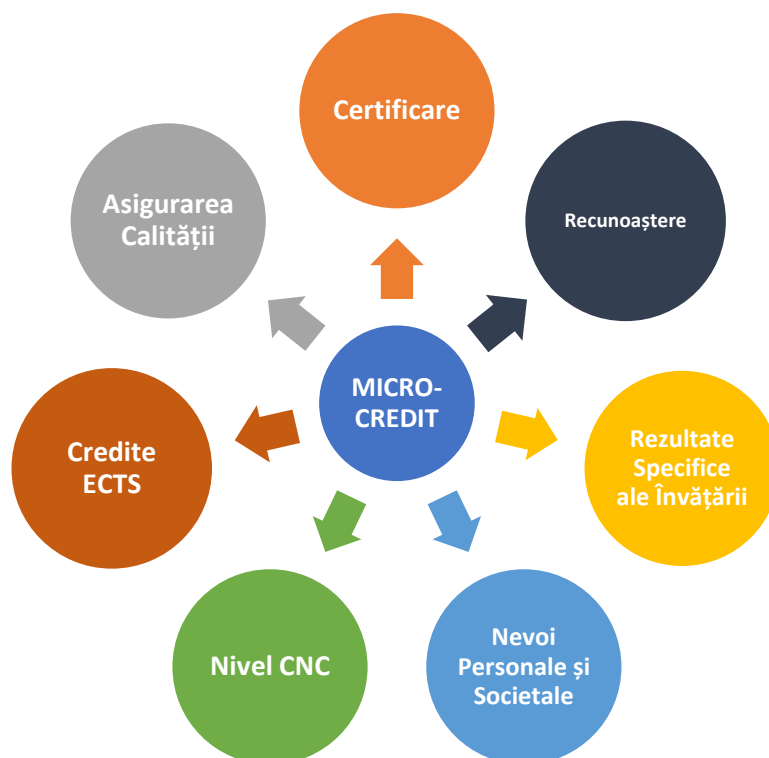 Certificare
Recunoaștere
Asigurarea
Calității
MICRO-
CREDIT
Rezultate
Specifice
ale Învățării
Credite
ECTS
Nivel CNC
Nevoi
Personale și
Societale